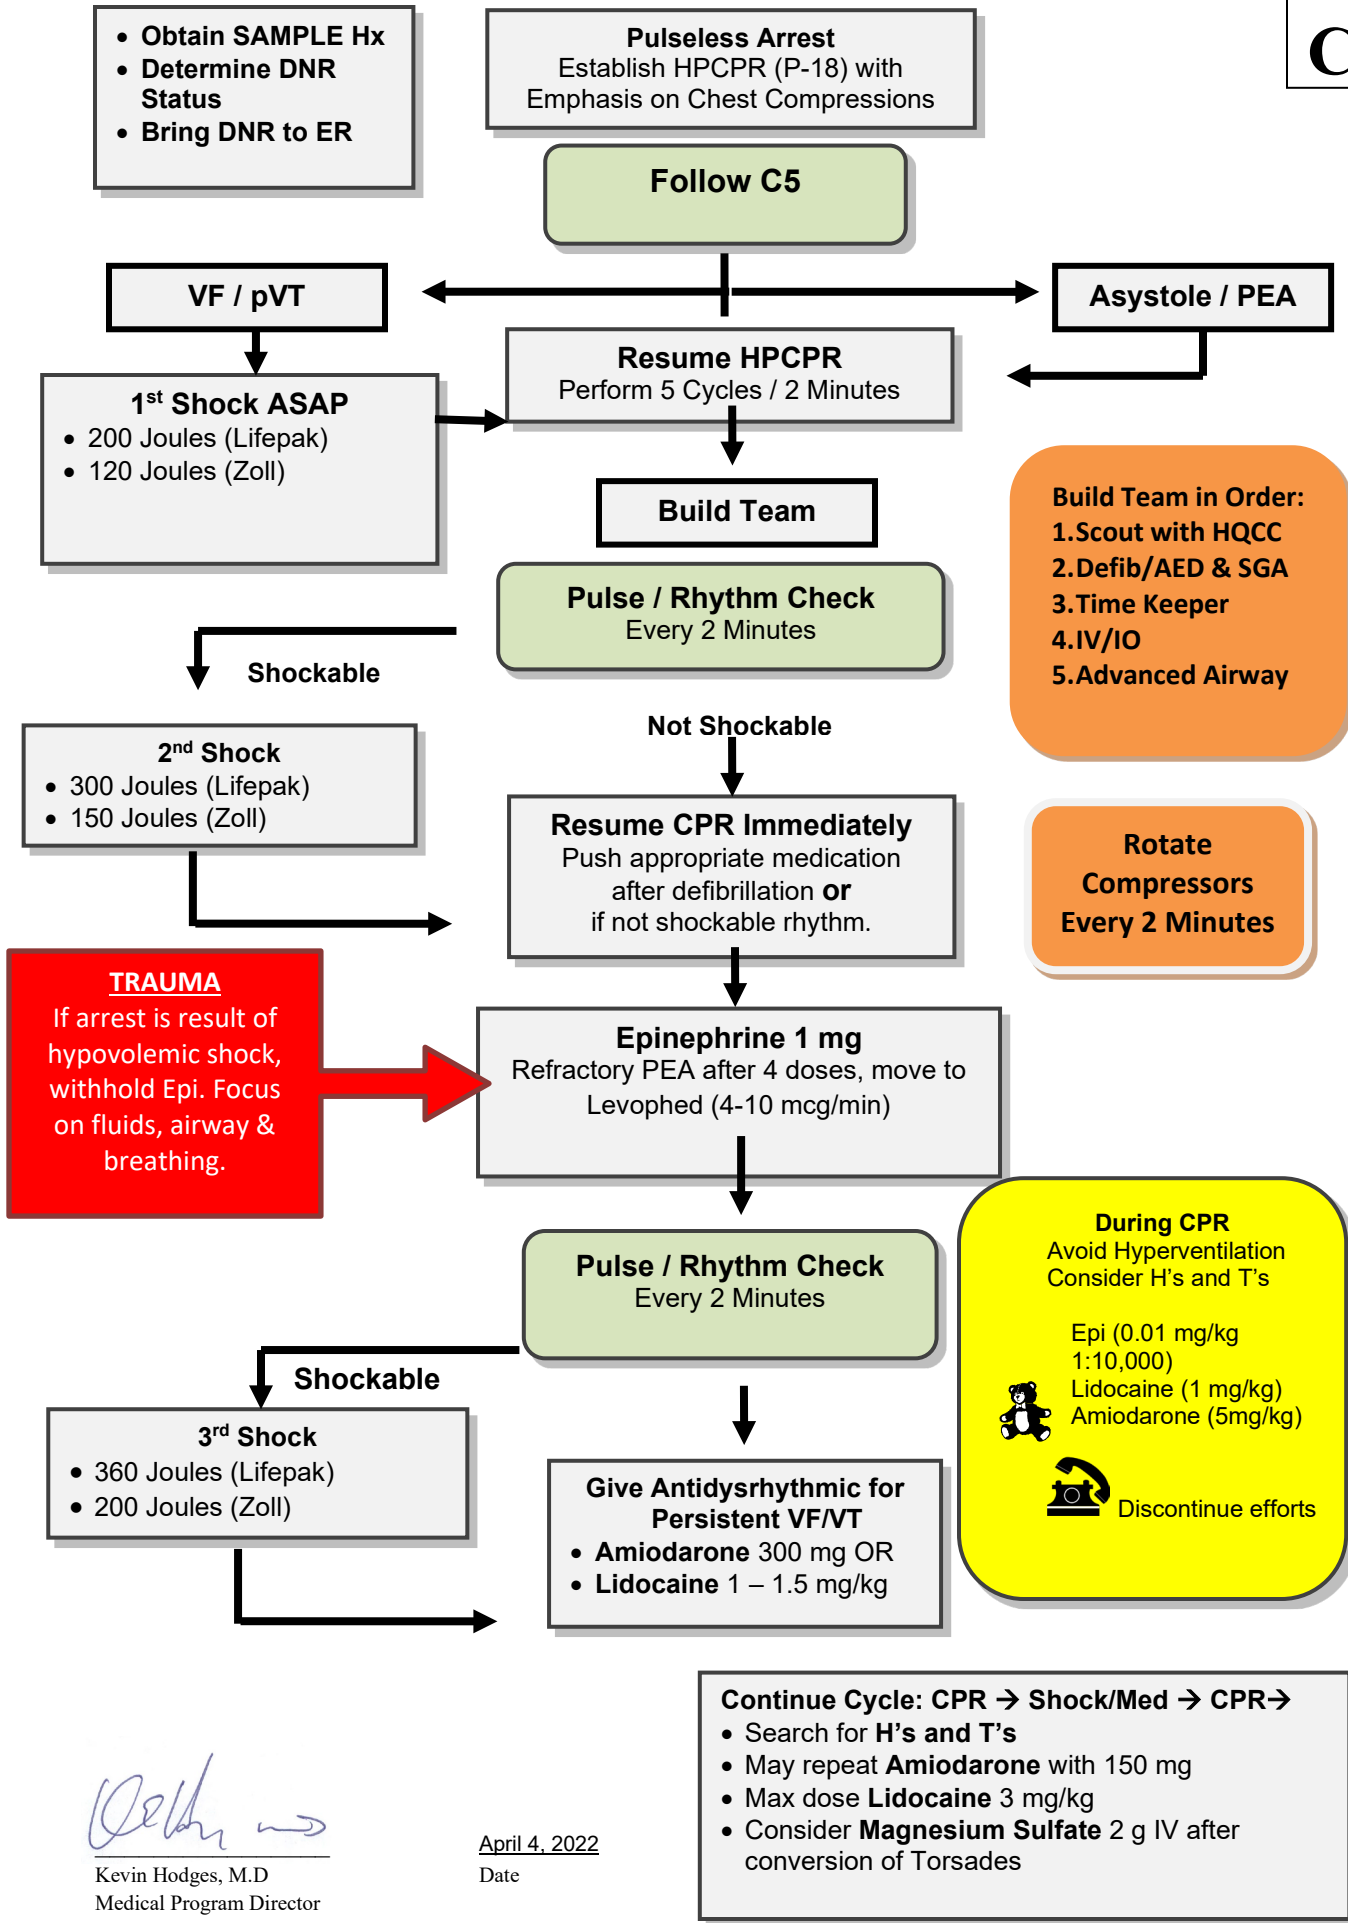 • Obtain SAMPLE Hx
• Determine DNR
Status
• Bring DNR to ER
Pulseless Arrest
Establish HPCPR (P-18) with
Emphasis on Chest Compressions
C
Follow C5
VF / pVT
Asystole / PEA
Resume HPCPR
Perform 5 Cycles / 2 Minutes
1st Shock ASAP
• 200 Joules (Lifepak)
• 120 Joules (Zoll)
Build Team
Build Team in Order:
1.Scout with HQCC
2.Defib/AED & SGA
3.Time Keeper
4.IV/IO
5.Advanced Airway
Pulse / Rhythm Check
Every 2 Minutes
Shockable
Not Shockable
2nd Shock
• 300 Joules (Lifepak)
• 150 Joules (Zoll)
Resume CPR Immediately
Push appropriate medication
after defibrillation or
if not shockable rhythm.
Rotate
Compressors
Every 2 Minutes
TRAUMA
If arrest is result of
hypovolemic shock,
withhold Epi. Focus
on fluids, airway &
breathing.
Epinephrine 1 mg
Refractory PEA after 4 doses, move to
Levophed (4-10 mcg/min)
Pulse / Rhythm Check
Every 2 Minutes
During CPR
Avoid Hyperventilation
Consider H's and T's
Epi (0.01 mg/kg
1:10,000)
Lidocaine (1 mg/kg)
Amiodarone (5mg/kg)
Discontinue efforts
Shockable
3rd Shock
• 360 Joules (Lifepak)
• 200 Joules (Zoll)
Give Antidysrhythmic for
Persistent VF/VT
• Amiodarone 300 mg OR
• Lidocaine 1 – 1.5 mg/kg
Continue Cycle: CPR → Shock/Med → CPR→
• Search for H's and T's
• May repeat Amiodarone with 150 mg
• Max dose Lidocaine 3 mg/kg
• Consider Magnesium Sulfate 2 g IV after
conversion of Torsades
April 4, 2022
Kevin Hodges, M.D
Date
Medical Program Director